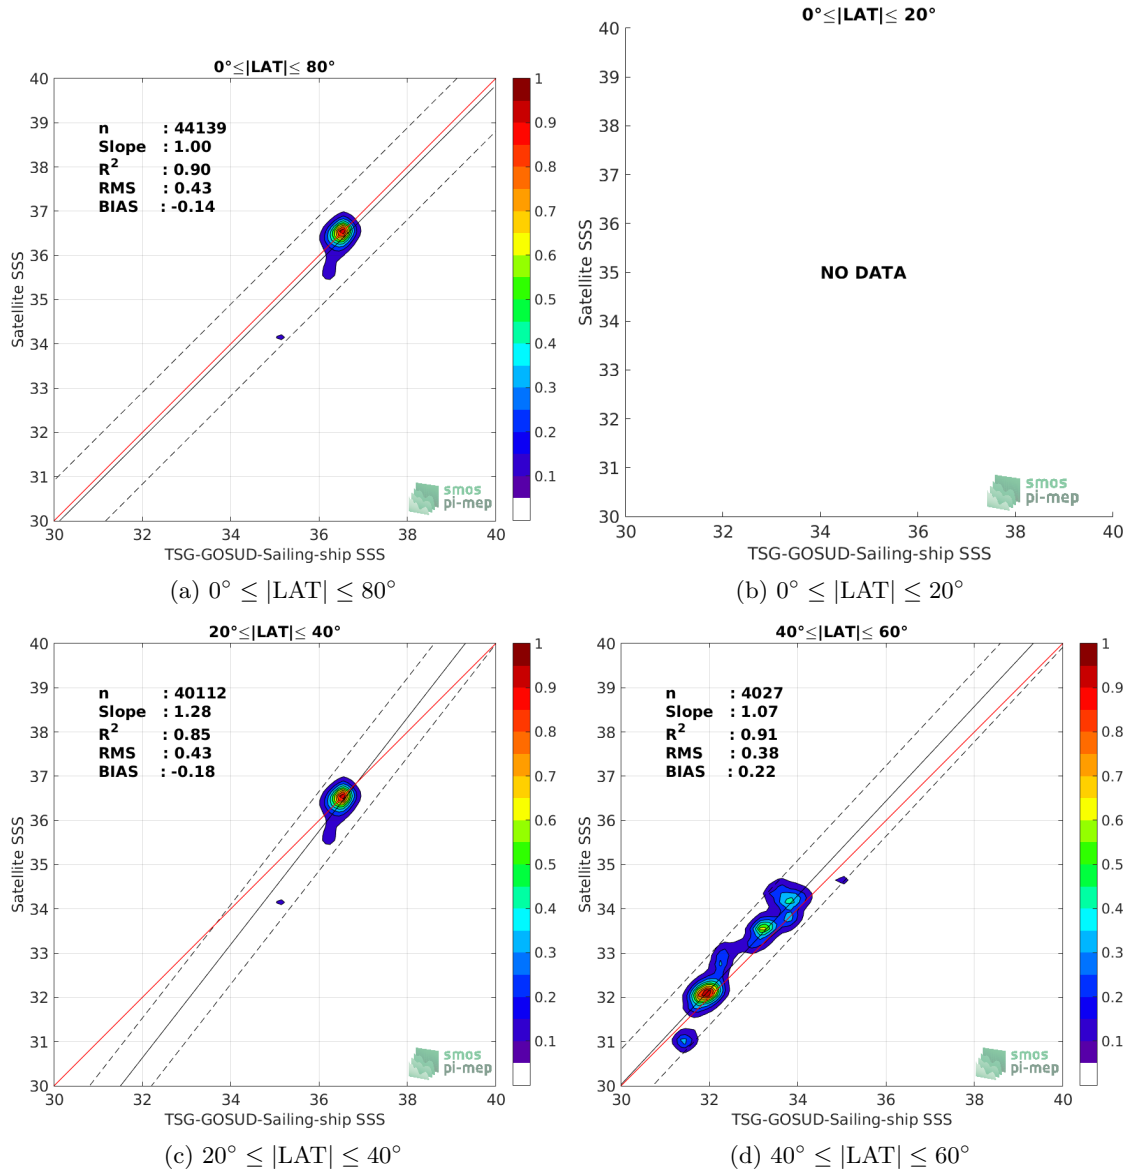 0°≤|LAT|≤ 80°
n : 44139
Slope : 1.00
R² : 0.90
RMS : 0.43
BIAS : -0.14
40
39
38
37
36
35
34
33
32
31
30
30 32 34 36 38 40
Satellite SSS
TSG-GOSUD-Sailing-ship SSS
1
0.9
0.8
0.7
0.6
0.5
0.4
0.3
0.2
0.1
smos
pi-mep
(a) 0° ≤ |LAT| ≤ 80°
0°≤|LAT|≤ 20°
40
39
38
37
36
35
34
33
32
31
30
30 32 34 36 38 40
Satellite SSS
NO DATA
TSG-GOSUD-Sailing-ship SSS
smos
pi-mep
(b) 0° ≤ |LAT| ≤ 20°
20°≤|LAT|≤ 40°
n : 40112
Slope : 1.28
R² : 0.85
RMS : 0.43
BIAS : -0.18
40
39
38
37
36
35
34
33
32
31
30
30 32 34 36 38 40
Satellite SSS
TSG-GOSUD-Sailing-ship SSS
1
0.9
0.8
0.7
0.6
0.5
0.4
0.3
0.2
0.1
smos
pi-mep
(c) 20° ≤ |LAT| ≤ 40°
40°≤|LAT|≤ 60°
n : 4027
Slope : 1.07
R² : 0.91
RMS : 0.38
BIAS : 0.22
40
39
38
37
36
35
34
33
32
31
30
30 32 34 36 38 40
Satellite SSS
TSG-GOSUD-Sailing-ship SSS
1
0.9
0.8
0.7
0.6
0.5
0.4
0.3
0.2
0.1
smos
pi-mep
(d) 40° ≤ |LAT| ≤ 60°